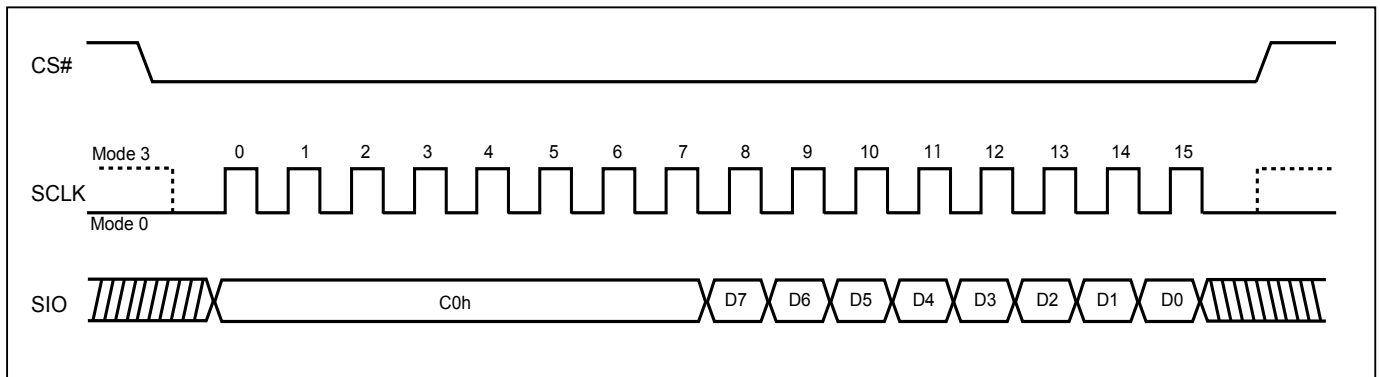 CS#
Mode 3
0 1 2 3 4 5 6 7 8 9 10 11 12 13 14 15
SCLK
Mode 0
SIO C0h D7 D6 D5 D4 D3 D2 D1 D0